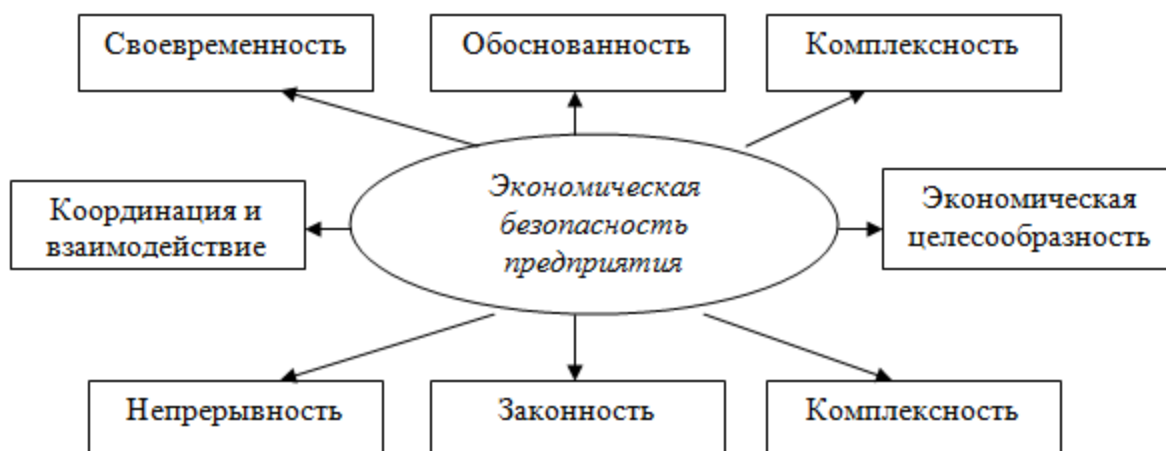 Своевременность
Обоснованность
Комплексность
Координация и
взаимодействие
Экономическая
безопасность
предприятия
Экономическая
целесообразность
Непрерывность
Законность
Комплексность